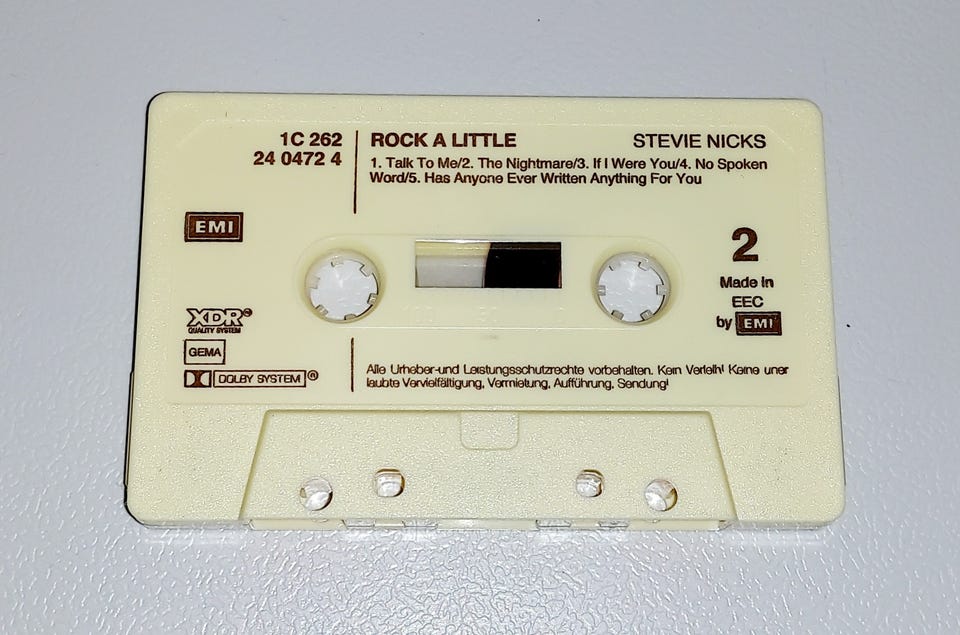 1C 262
24 0472 4
ROCK A LITTLE
STEVIE NICKS
1. Talk To Me/2. The Nightmare/3. If I Were You/4. No Spoken
Word/5. Has Anyone Ever Written Anything For You
EMI
2
Made in
EEC
by EMI
XDR
QUALITY SYSTEM
GEMA
DOLBY SYSTEM ®
Alle Urheber-und Leistungsschutzrechte vorbehalten. Kein Verleih! Keine uner
laubte Vervielfältigung, Vermietung, Aufführung, Sendung!